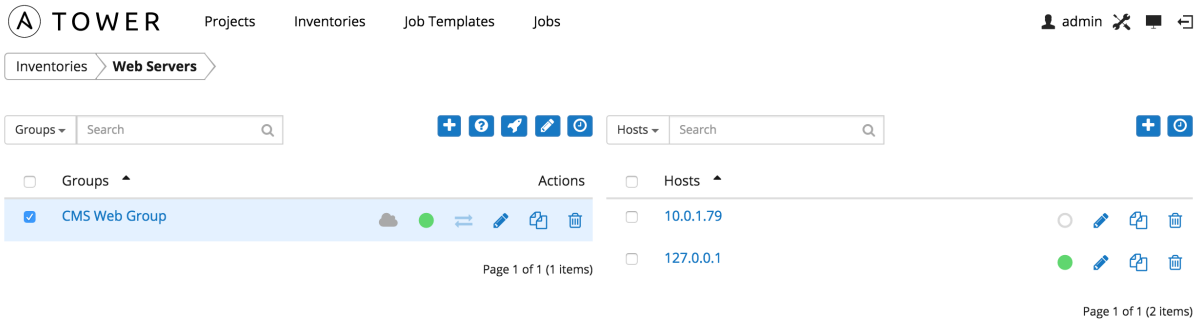 A TOWER Projects Inventories Job Templates Jobs admin
Inventories Web Servers
Groups Search Hosts Search
Groups Actions Hosts
CMS Web Group 10.0.1.79
127.0.0.1
Page 1 of 1 (1 items)
Page 1 of 1 (2 items)